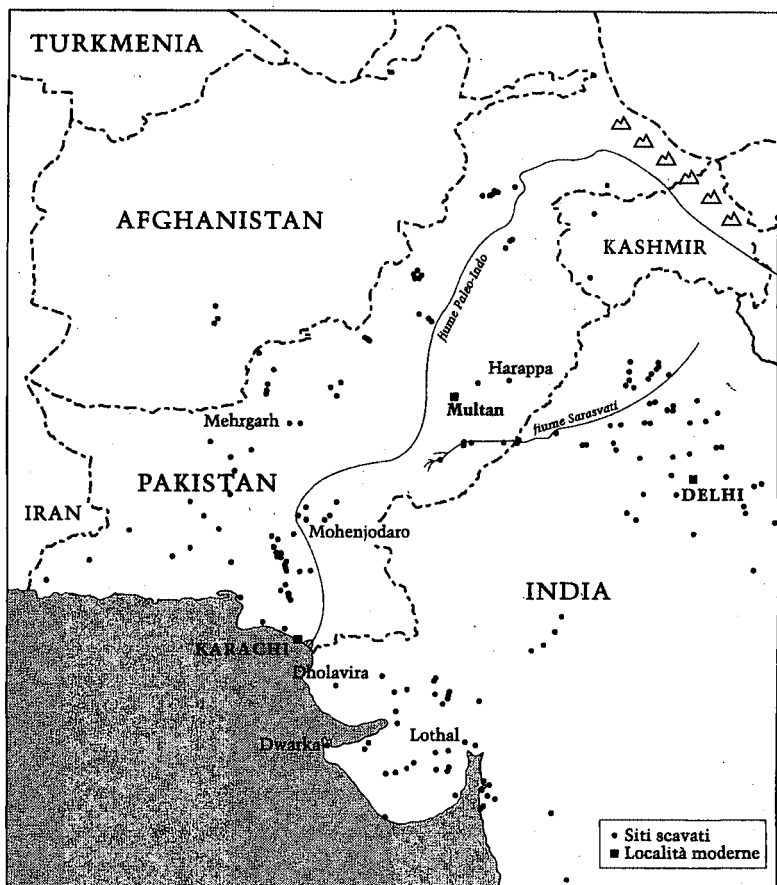 TURKMENIA
AFGHANISTAN
KASHMIR
fiume Paleo-Indo
Harappa
Multan
fiume Sarasvati
Mehrgarh
PAKISTAN
DELHI
IRAN
Mohenjodaro
INDIA
KARACHI
Dholavira
Dwarka
Lothal
Siti scavati
Località moderne